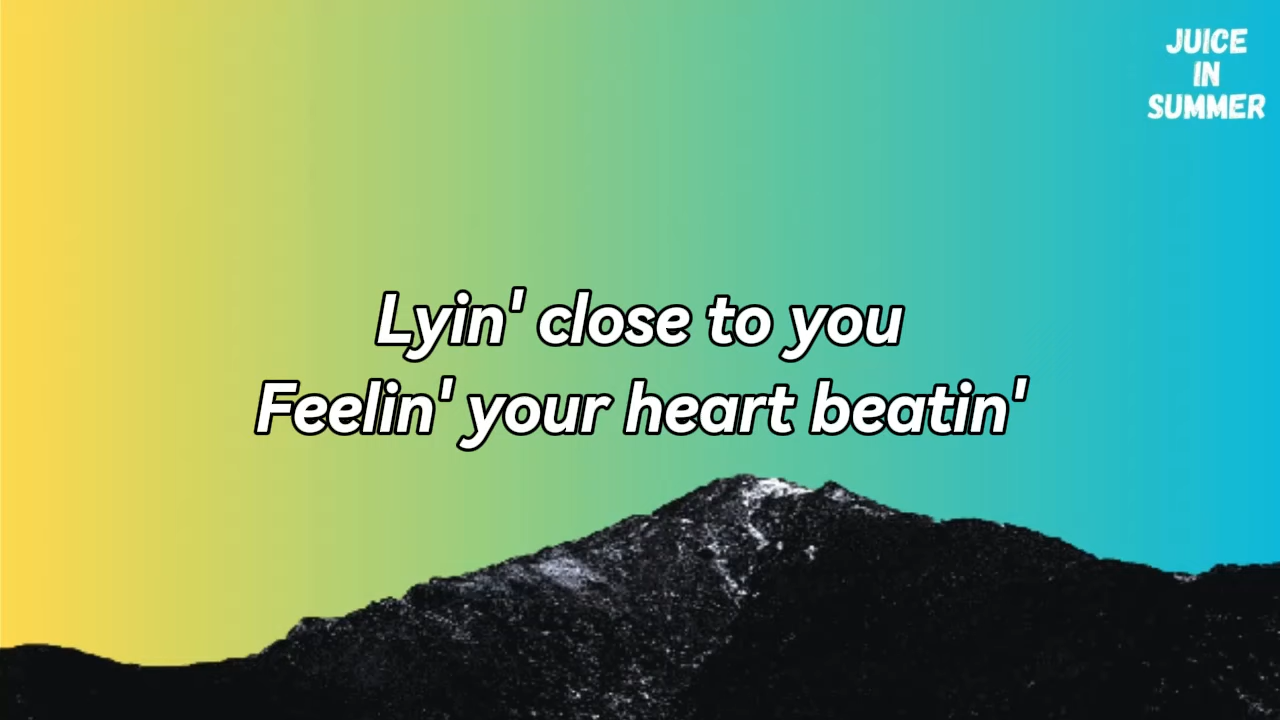 JUICE
IN
SUMMER
Lyin' close to you
Feelin' your heart beatin'